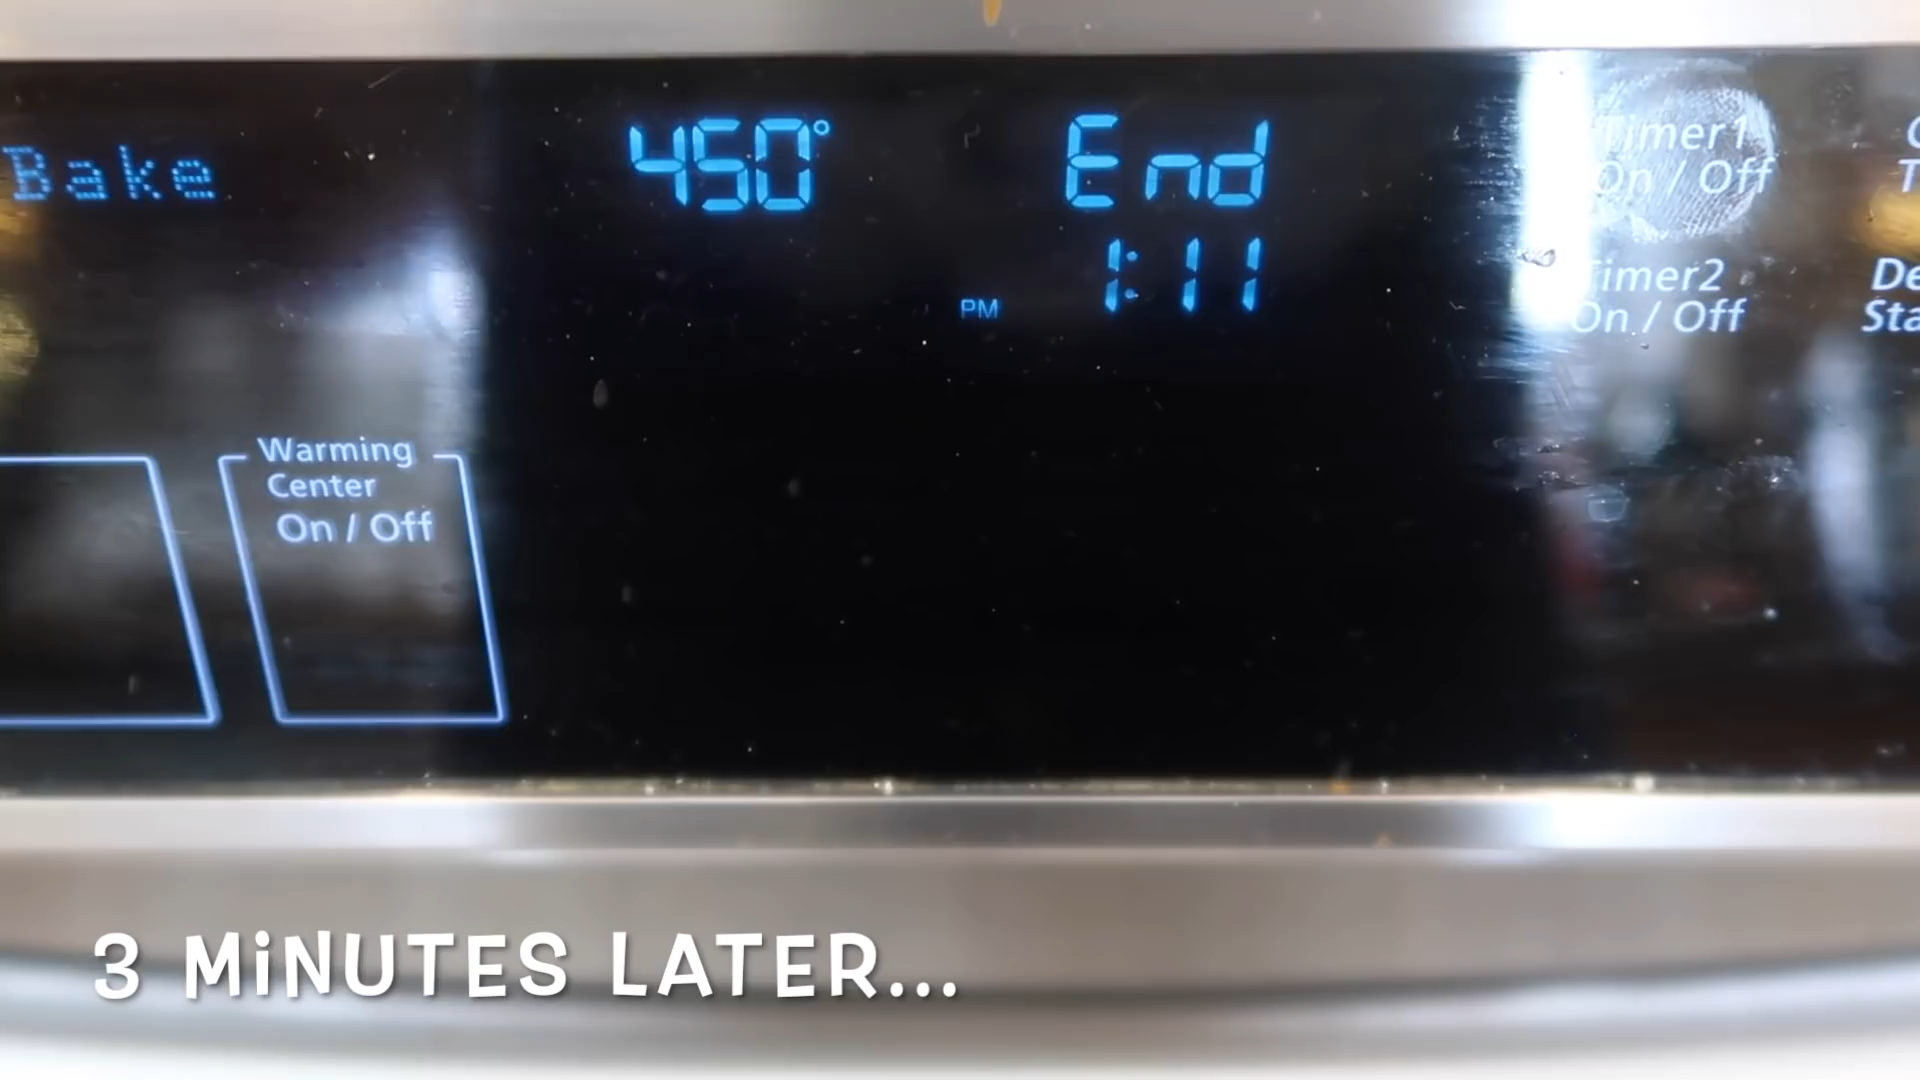 Bake
450°
End
PM 1:11
Timer1
On / Off
Timer2
On / Off
Warming
Center
On / Off
3 MiNUTES LATER...